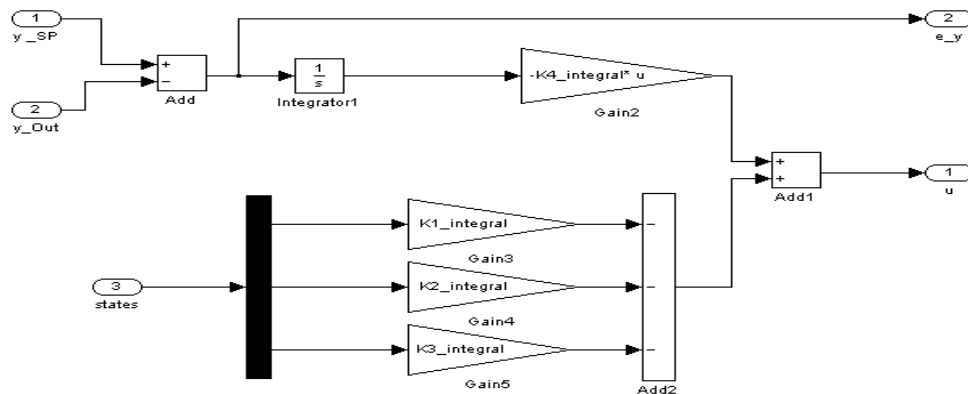 1
y_SP
+
−
Add
2
y_Out
1
s
Integrator1
-K4_integral* u
Gain2
2
e_y
+
+
Add1
1
u
3
states
K1_integral
Gain3
K2_integral
Gain4
K3_integral
Gain5
−
−
−
Add2